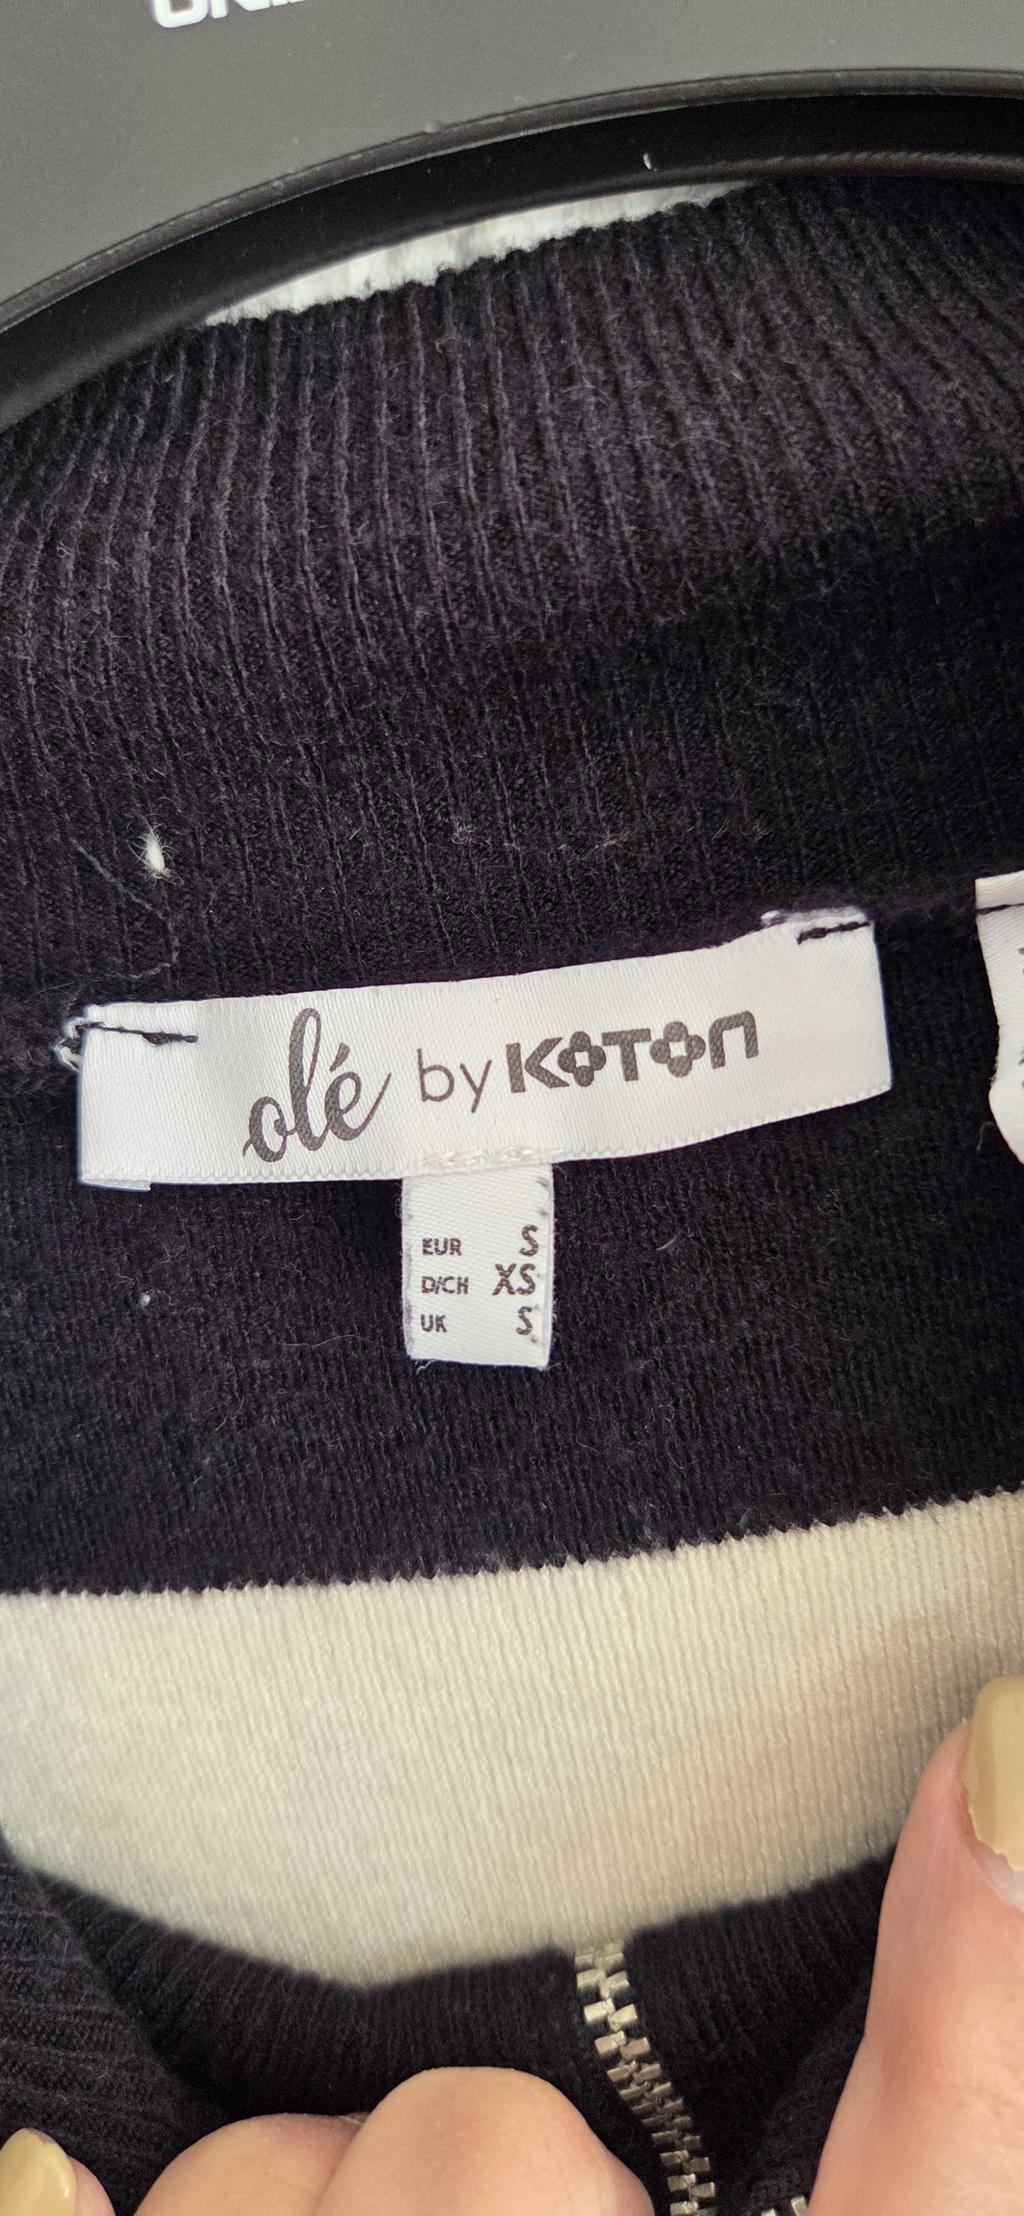 olé by KOTON
EUR S
D/CH XS
UK S